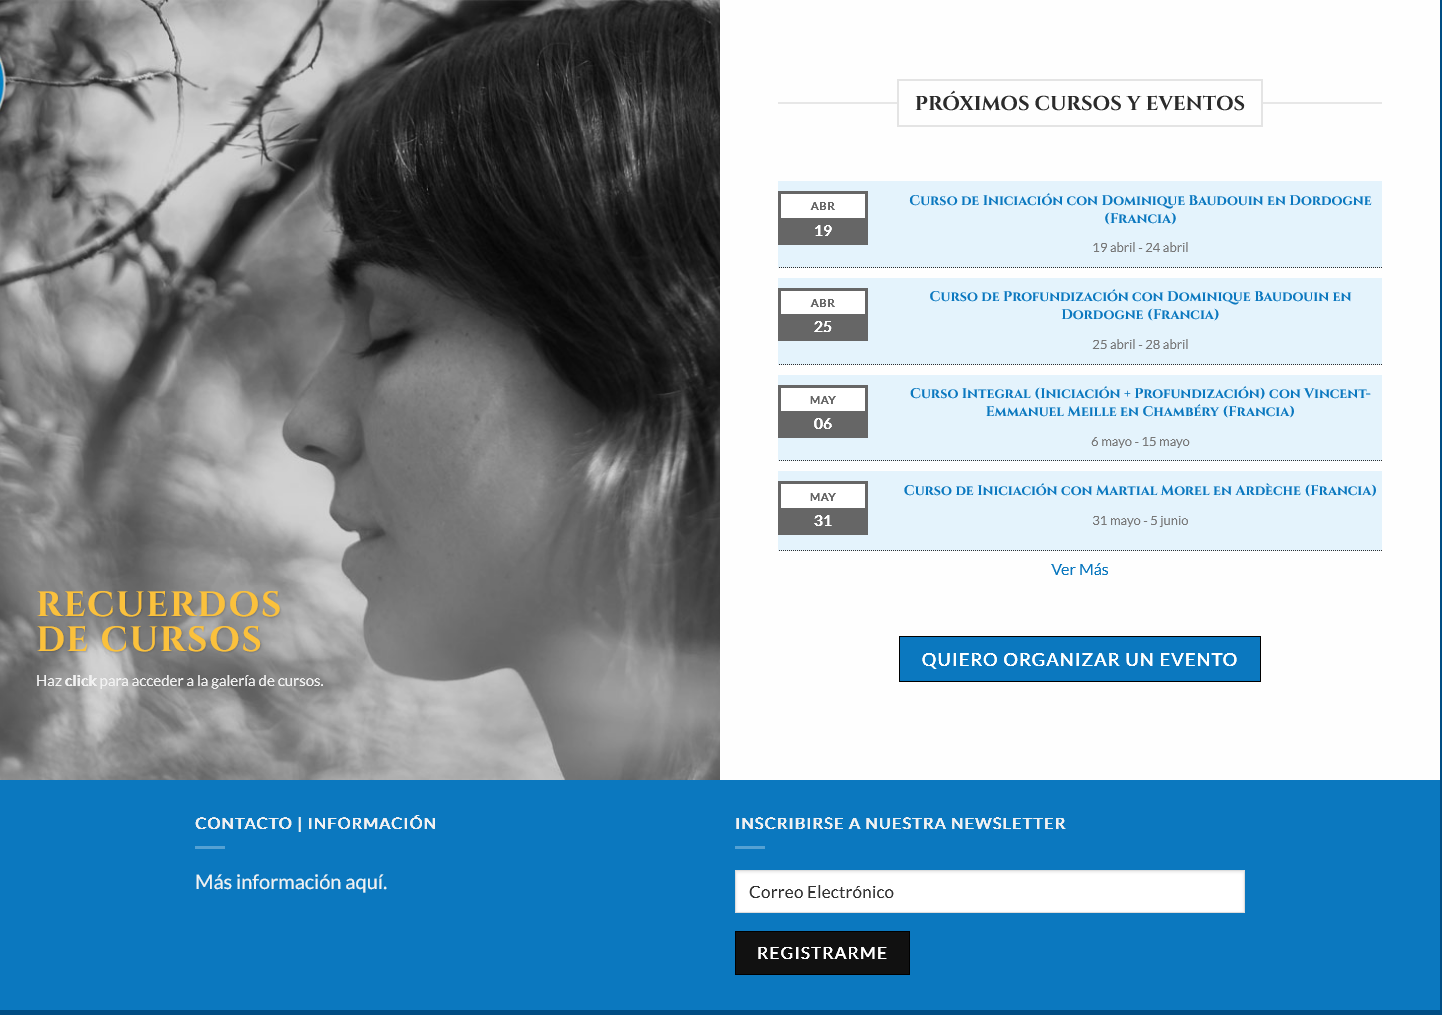 RECUERDOS
DE CURSOS
Haz click para acceder a la galería de cursos.
PRÓXIMOS CURSOS Y EVENTOS
ABR
19
Curso de Iniciación con Dominique Baudouin en Dordogne
(Francia)
19 abril - 24 abril
ABR
25
Curso de Profundización con Dominique Baudouin en
Dordogne (Francia)
25 abril - 28 abril
MAY
06
Curso Integral (Iniciación + Profundización) con Vincent-
Emmanuel Meille en Chambéry (Francia)
6 mayo - 15 mayo
MAY
31
Curso de Iniciación con Martial Morel en Ardèche (Francia)
31 mayo - 5 junio
Ver Más
QUIERO ORGANIZAR UN EVENTO
CONTACTO | INFORMACIÓN
Más información aquí.
INSCRIBIRSE A NUESTRA NEWSLETTER
Correo Electrónico
REGISTRARME